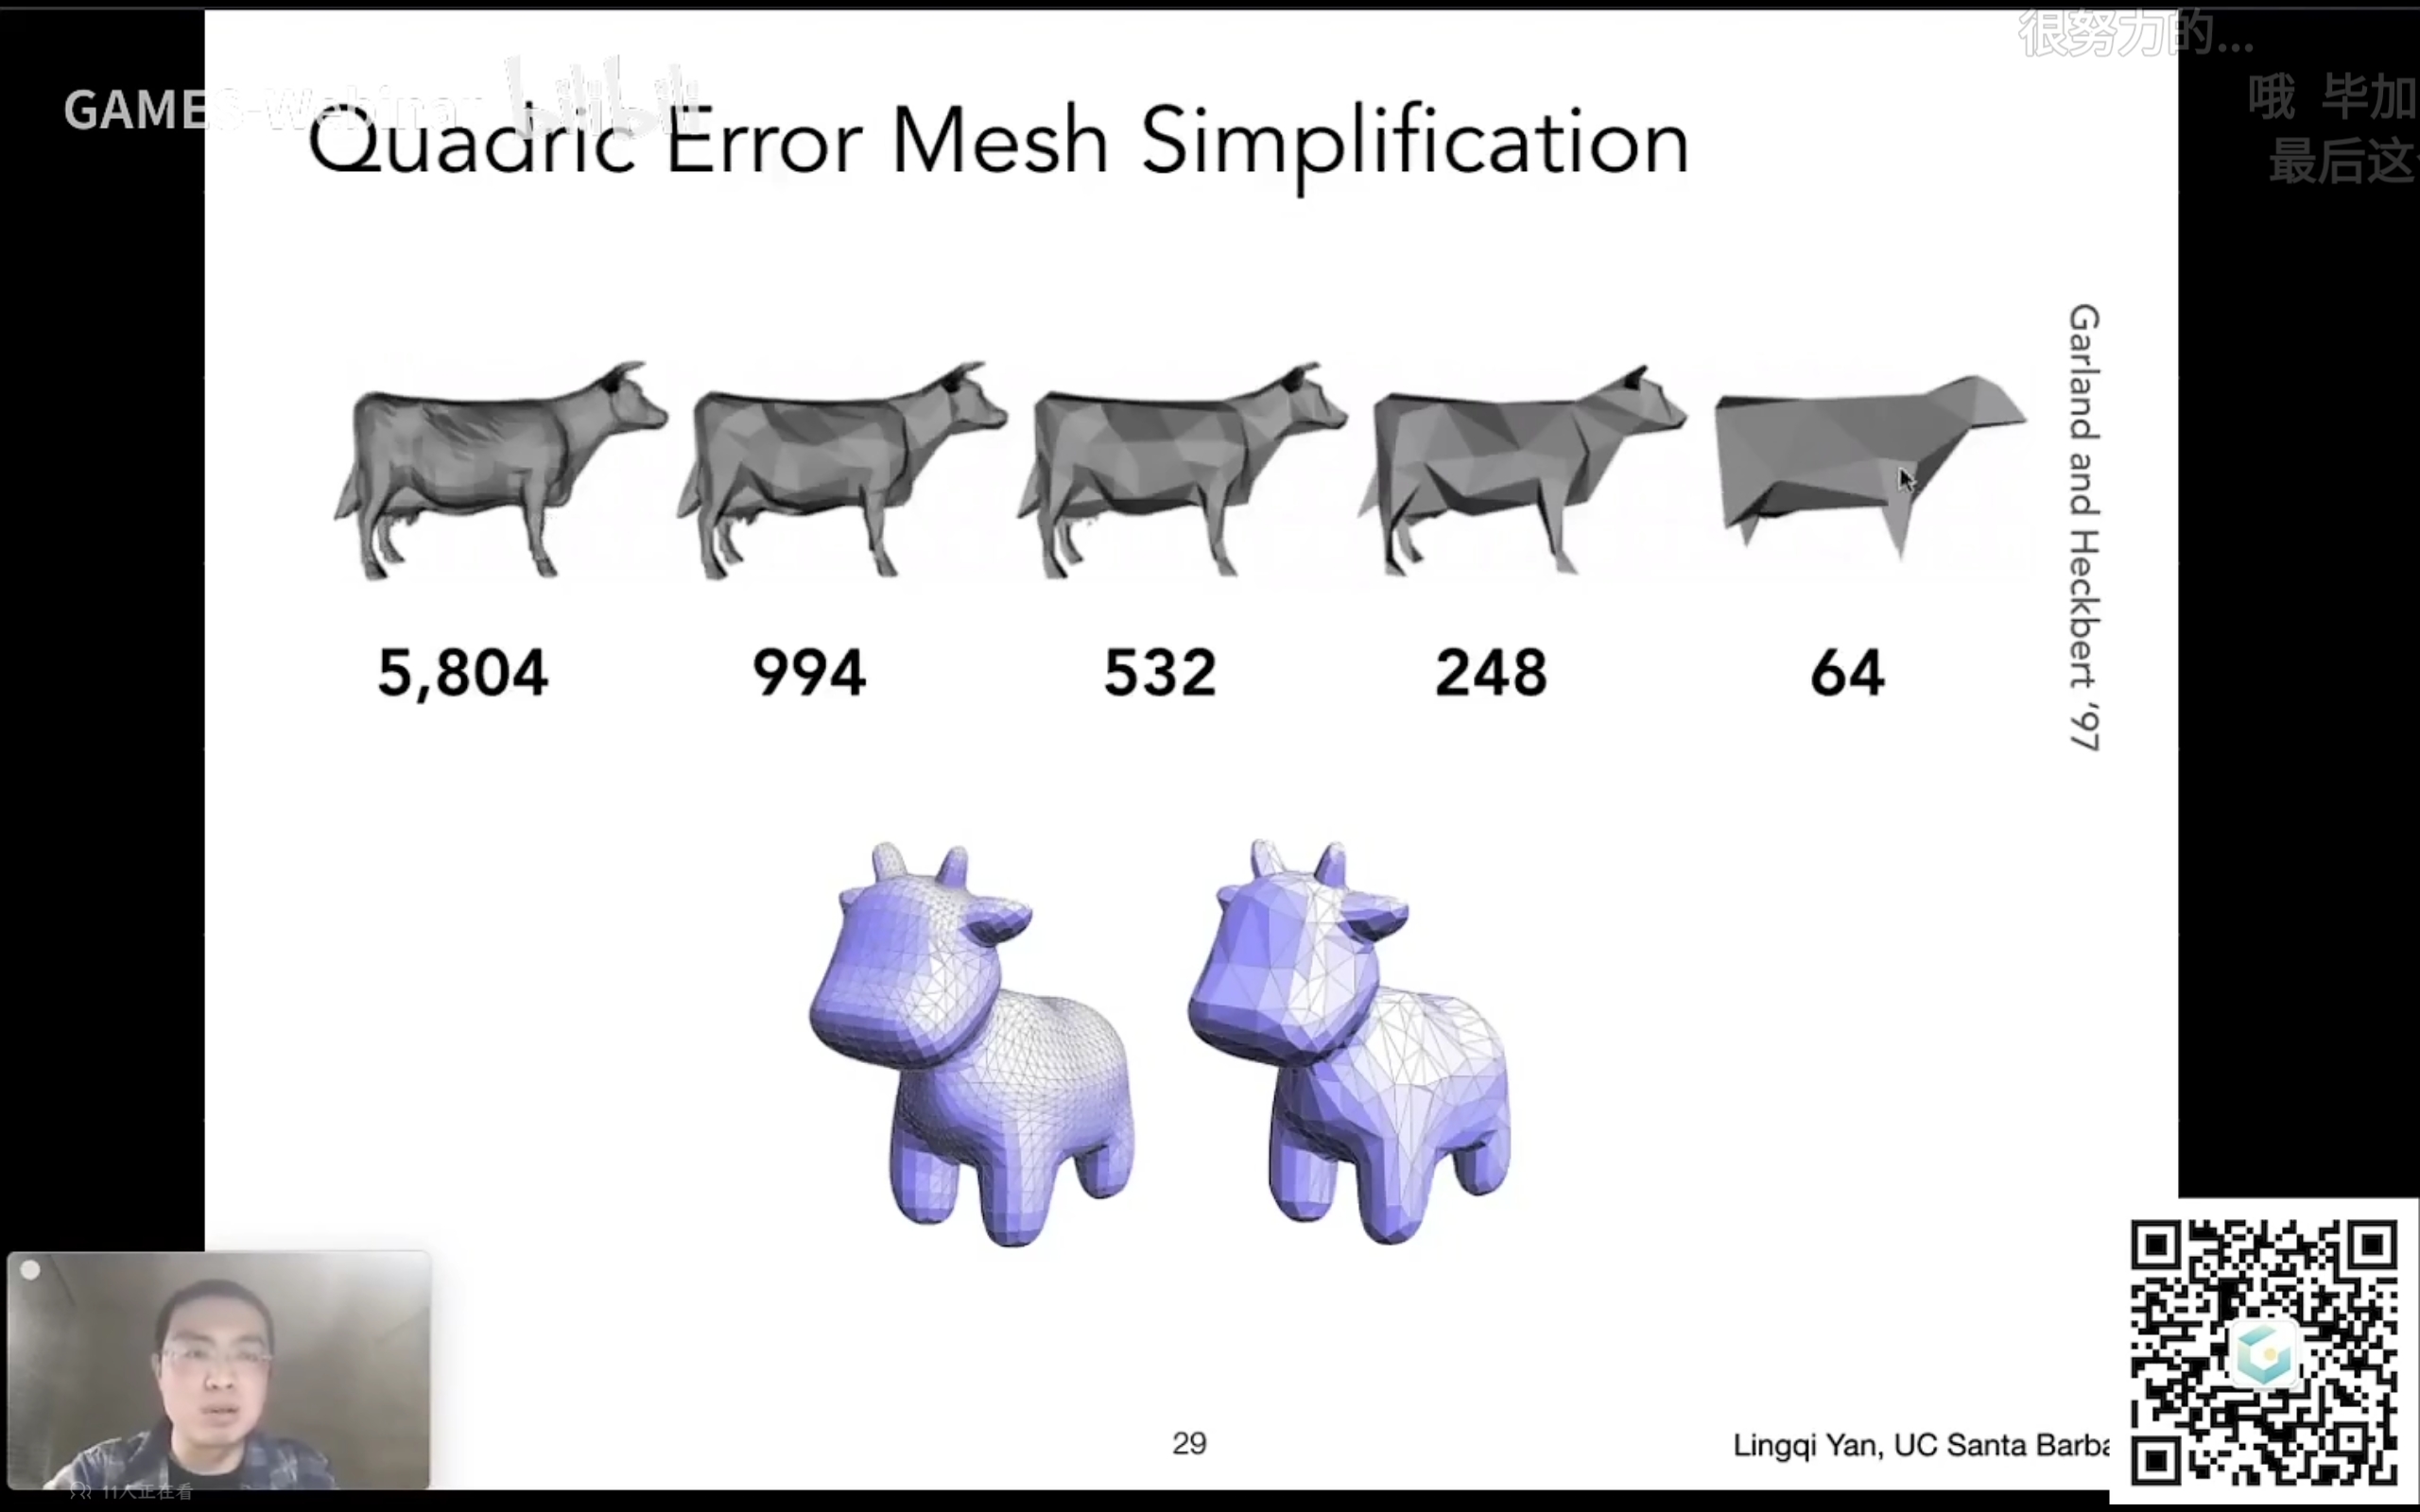 很努力的...
GAMES-Webinar bilibili
哦 毕加
最后这
Quadric Error Mesh Simplification
Garland and Heckbert '97
5,804 994 532 248 64
29
Lingqi Yan, UC Santa Barba
11人正在看